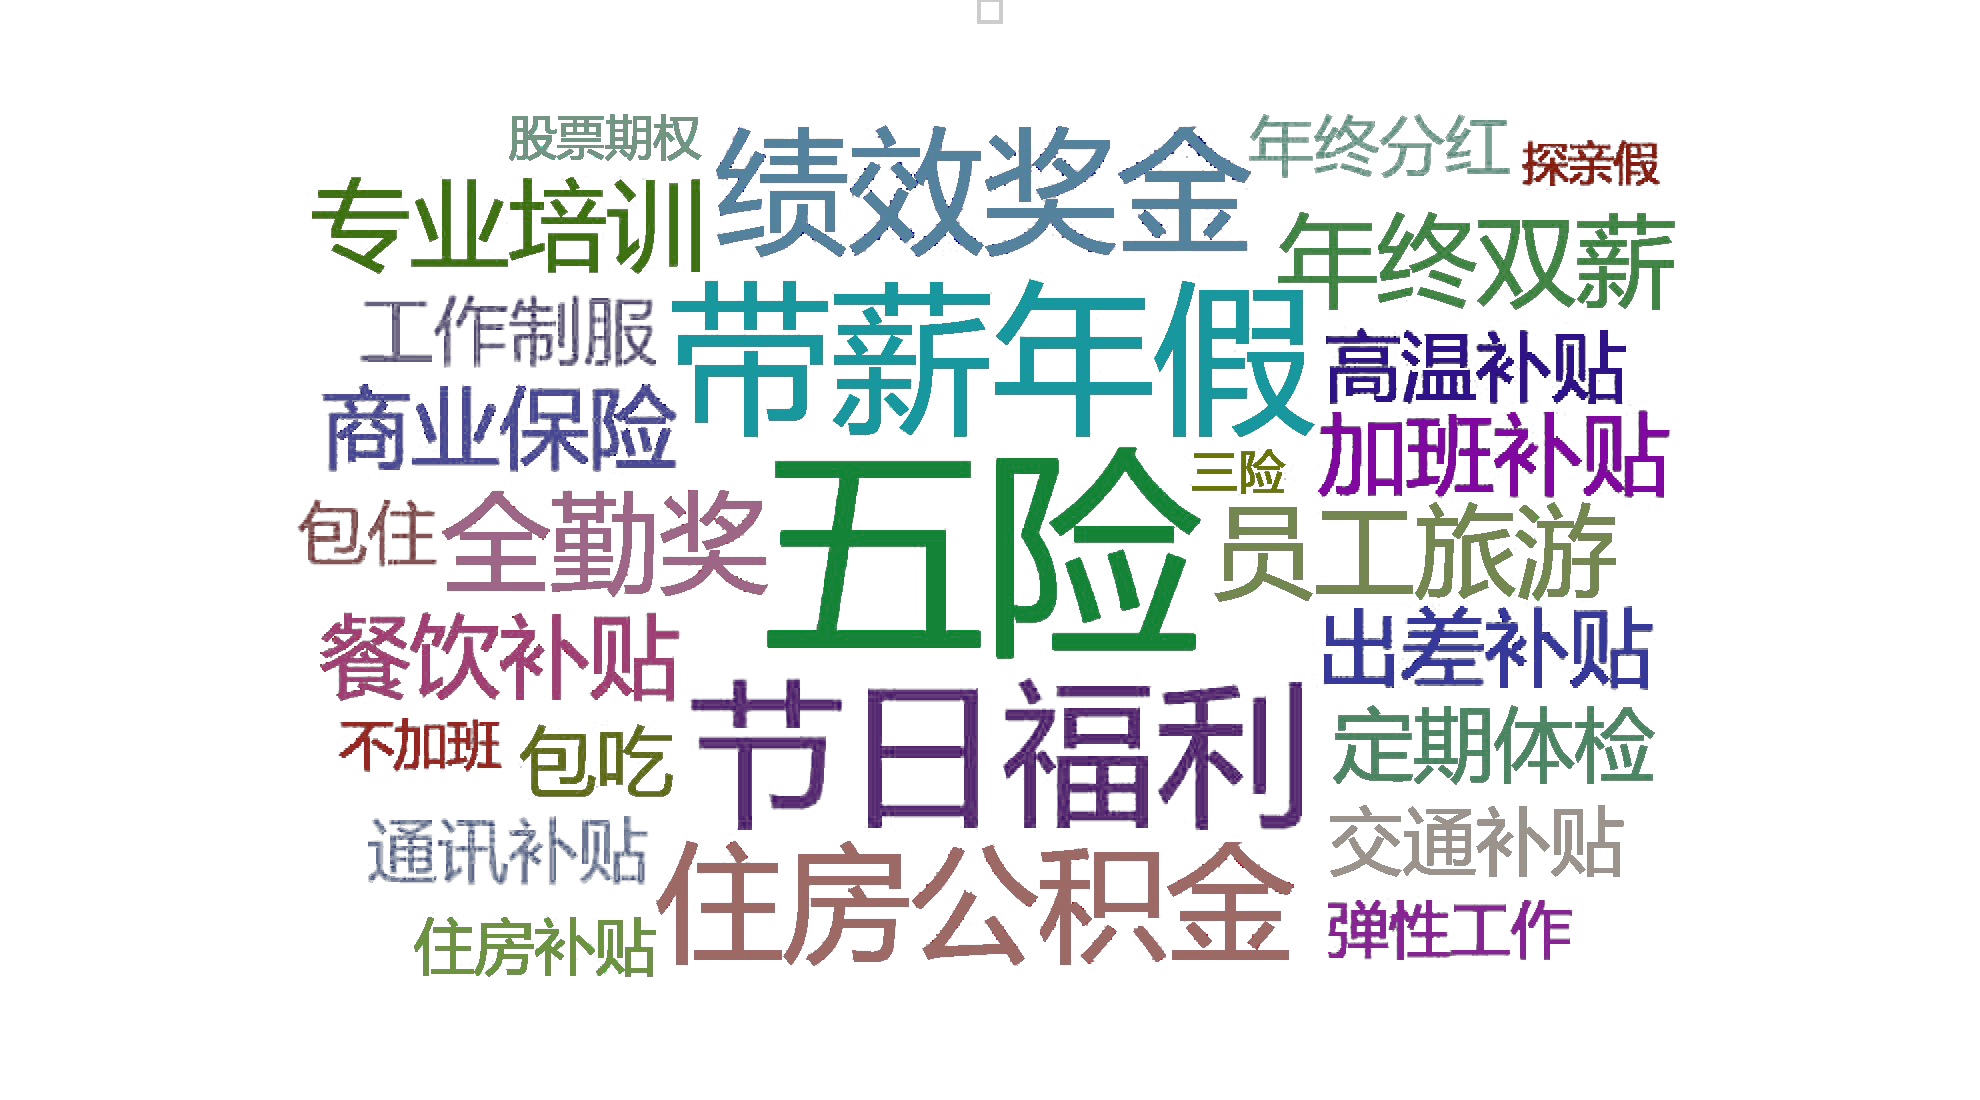 股票期权
绩效奖金
年终分红
探亲假
专业培训
年终双薪
工作制服
带薪年假
高温补贴
商业保险
加班补贴
五险
三险
包住
全勤奖
员工旅游
餐饮补贴
出差补贴
节日福利
不加班
包吃
定期体检
通讯补贴
交通补贴
住房公积金
住房补贴
弹性工作